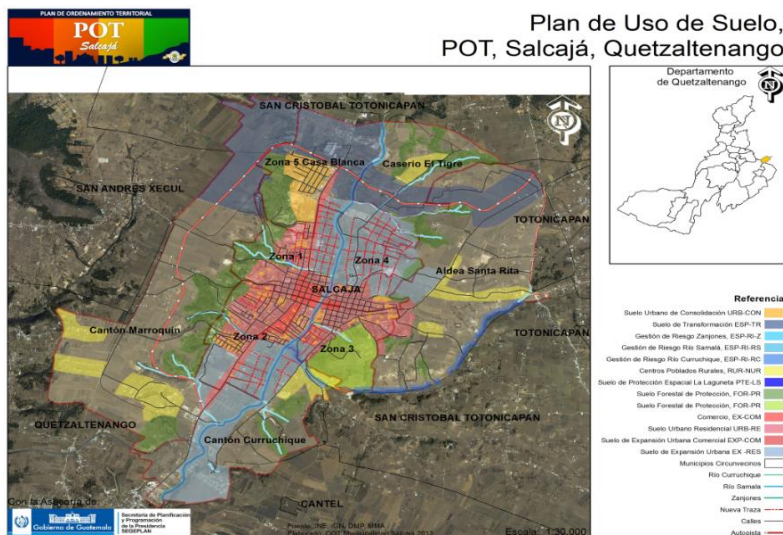 PLAN DE ORDENAMIENTO TERRITORIAL
POT
Salcajá
Plan de Uso de Suelo,
POT, Salcajá, Quetzaltenango
Departamento
de Quetzaltenango
N
N
SAN CRISTOBAL TOTONICAPAN
Zona 5 Casa Blanca
Caserio El Tigre
SAN ANDRES XECUL
TOTONICAPAN
Zona 1
Zona 4
Aldea Santa Rita
SALCAJA
Cantón Marroquín
Zona 2
Zona 3
TOTONICAPAN
SAN CRISTOBAL TOTONICAPAN
QUETZALTENANGO
Cantón Curruchique
CANTEL
Referencia
Suelo Urbano de Consolidación URB-CON
Suelo de Transformación ESP-TR
Gestión de Riesgo Zanjones, ESP-RI-Z
Gestión de Riesgo Río Samalá, ESP-RI-RS
Gestión de Riesgo Río Curruchique, ESP-RI-RC
Centros Poblados Rurales, RUR-NUR
Suelo de Protección Espacial La Laguneta PTE-LS
Suelo Forestal de Protección, FOR-PR
Suelo Forestal de Protección, FOR-PR
Comercio, EX-COM
Suelo Urbano Residencial URB-RE
Suelo de Expansión Urbana Comercial EXP-COM
Suelo de Expansión Urbana EX -RES
Municipios Circunvecinos
Río Curruchique
Río Samala
Zanjones
Nueva Traza
Calles
Autopista
Con la Asesoría de:
Gobierno de Guatemala
Secretaría de Planificación
y Programación
de la Presidencia
SEGEPLAN
Escala: 1:30,000